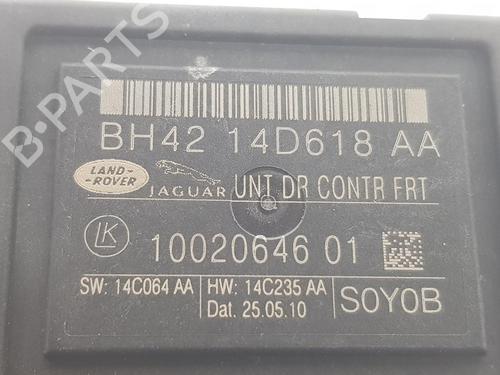 B-PARTS
BH42 14D618 AA
LAND-
-ROVER
JAGUAR UNT DR CONTR FRT
LK 10020646 01
SW: 14C064 AA HW: 14C235 AA
Dat. 25.05.10 S0Y0B